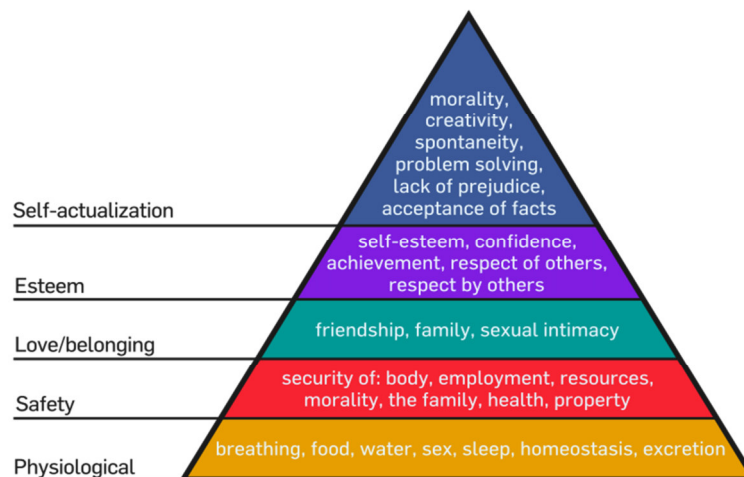 morality,
creativity,
spontaneity,
problem solving,
lack of prejudice,
acceptance of facts
Self-actualization
self-esteem, confidence,
achievement, respect of others,
respect by others
Esteem
friendship, family, sexual intimacy
Love/belonging
security of: body, employment, resources,
morality, the family, health, property
Safety
breathing, food, water, sex, sleep, homeostasis, excretion
Physiological